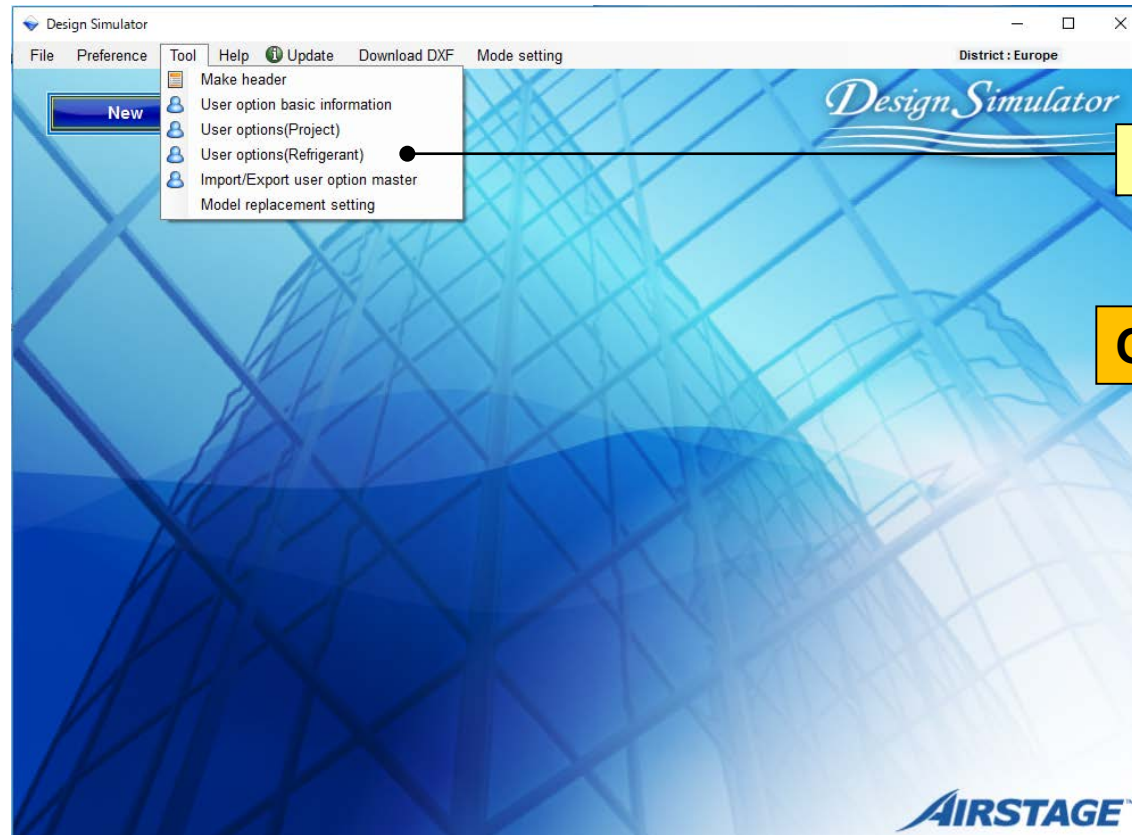 Design Simulator
File Preference Tool Help Update Download DXF Mode setting District : Europe
Make header
User option basic information
User options(Project)
User options(Refrigerant)
Import/Export user option master
Model replacement setting
New
Design Simulator
AIRSTAGE™